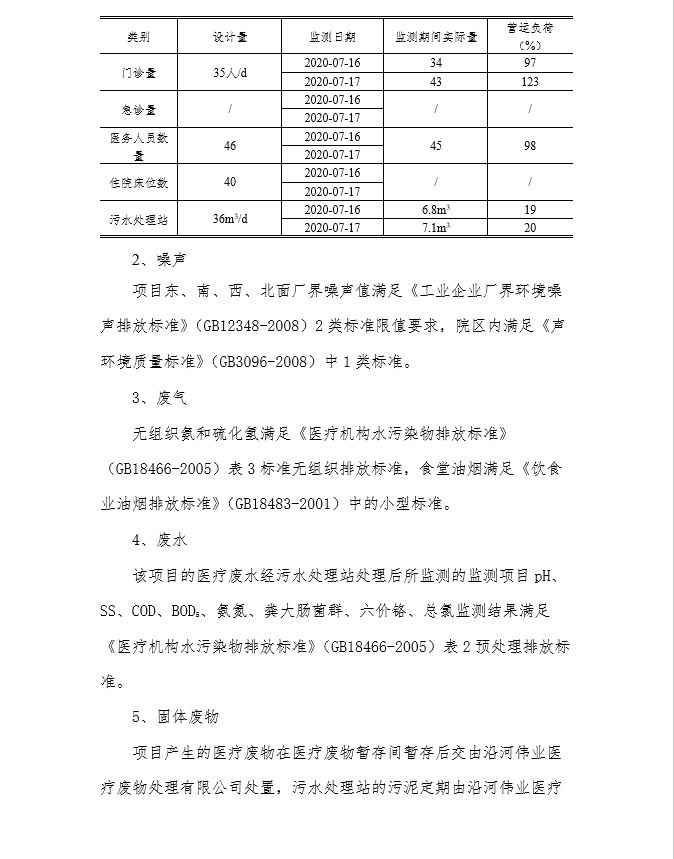 类别 设计量 监测日期 监测期间实际量 营运负荷（%）
门诊量 35人/d 2020-07-16 34 97
2020-07-17 43 123
急诊量 / 2020-07-16 / /
2020-07-17
医务人员数量 46 2020-07-16 45 98
2020-07-17
住院床位数 40 2020-07-16 / /
2020-07-17
污水处理站 36m³/d 2020-07-16 6.8m³ 19
2020-07-17 7.1m³ 20
2、噪声
项目东、南、西、北面厂界噪声值满足《工业企业厂界环境噪
声排放标准》（GB12348-2008）2 类标准限值要求，院区内满足《声
环境质量标准》（GB3096-2008）中 1 类标准。
3、废气
无组织氨和硫化氢满足《医疗机构水污染物排放标准》
（GB18466-2005）表 3 标准无组织排放标准，食堂油烟满足《饮食
业油烟排放标准》（GB18483-2001）中的小型标准。
4、废水
该项目的医疗废水经污水处理站处理后所监测的监测项目 pH、
SS、COD、BOD₅、氨氮、粪大肠菌群、六价铬、总氯监测结果满足
《医疗机构水污染物排放标准》（GB18466-2005）表 2 预处理排放标
准。
5、固体废物
项目产生的医疗废物在医疗废物暂存间暂存后交由沿河伟业医
疗废物处理有限公司处置，污水处理站的污泥定期由沿河伟业医疗